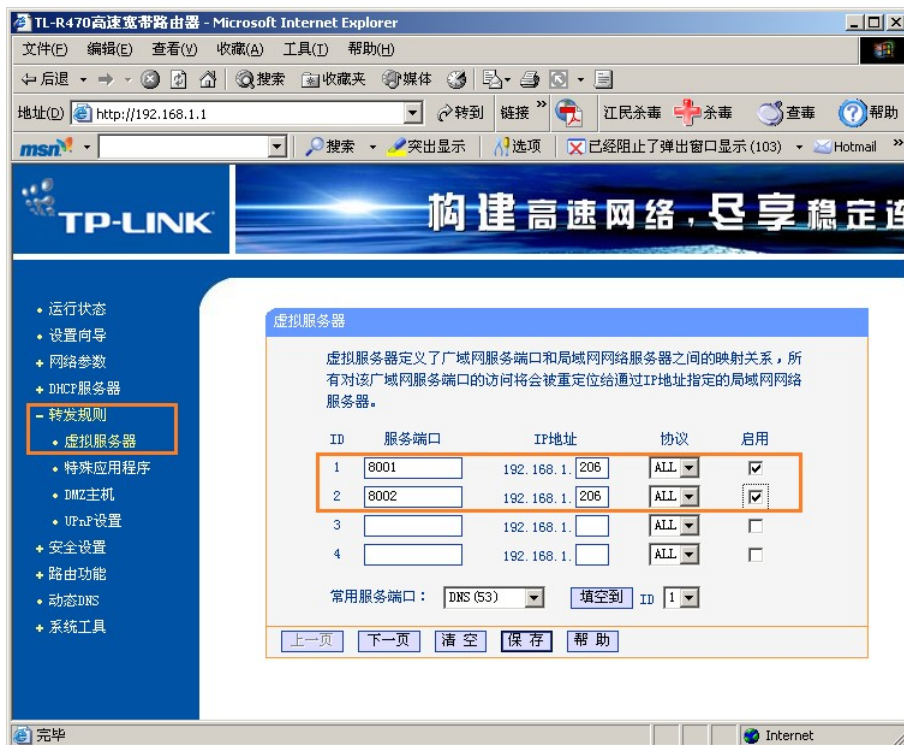 TL-R470高速宽带路由器 - Microsoft Internet Explorer
文件(F) 编辑(E) 查看(V) 收藏(A) 工具(T) 帮助(H)
后退 搜索 收藏夹 媒体
地址(D) http://192.168.1.1 转到 链接 » 江民杀毒 杀毒 查毒 帮助
msn 搜索 突出显示 选项 已经阻止了弹出窗口显示(103) Hotmail »
TP-LINK 构建高速网络，尽享稳定连
运行状态
设置向导
+ 网络参数
+ DHCP服务器
- 转发规则
虚拟服务器
特殊应用程序
DMZ主机
UPnP设置
+ 安全设置
+ 路由功能
动态DNS
+ 系统工具
虚拟服务器
虚拟服务器定义了广域网服务端口和局域网网络服务器之间的映射关系，所
有对该广域网服务端口的访问将会被重定位给通过IP地址指定的局域网网络
服务器。
ID 服务端口 IP地址 协议 启用
1 8001 192.168.1. 206 ALL
2 8002 192.168.1. 206 ALL
3 192.168.1. ALL
4 192.168.1. ALL
常用服务端口： DNS(53) 填空到 ID 1
上一页 下一页 清 空 保 存 帮 助
完毕 Internet